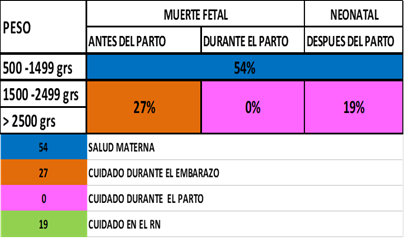 PESO MUERTE FETAL NEONATAL
ANTES DEL PARTO DURANTE EL PARTO DESPUES DEL PARTO
500 -1499 grs 54%
1500 -2499 grs 27% 0% 19%
> 2500 grs
54 SALUD MATERNA
27 CUIDADO DURANTE EL EMBARAZO
0 CUIDADO DURANTE EL PARTO
19 CUIDADO EN EL RN